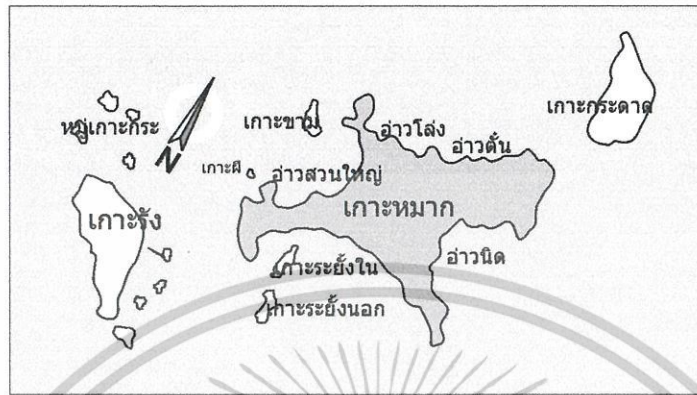 เกาะกระดาด
หมู่เกาะกระ
เกาะขาม
อ่าวโล่ง
อ่าวตั๋น
N
เกาะผี
อ่าวสวนใหญ่
เกาะหมาก
เกาะรัง
อ่าวนิด
เกาะระยั้งใน
เกาะระยั้งนอก